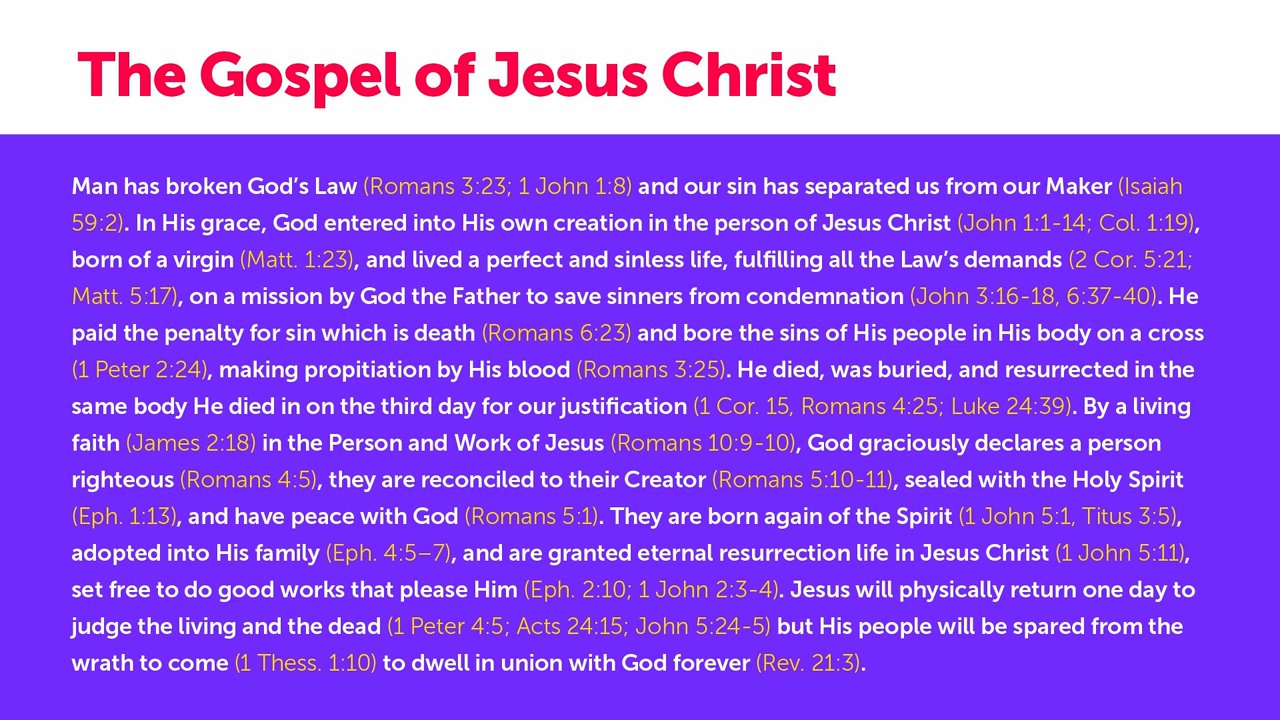 The Gospel of Jesus Christ
Man has broken God’s Law (Romans 3:23; 1 John 1:8) and our sin has separated us from our Maker (Isaiah
59:2). In His grace, God entered into His own creation in the person of Jesus Christ (John 1:1-14; Col. 1:19),
born of a virgin (Matt. 1:23), and lived a perfect and sinless life, fulfilling all the Law’s demands (2 Cor. 5:21;
Matt. 5:17), on a mission by God the Father to save sinners from condemnation (John 3:16-18, 6:37-40). He
paid the penalty for sin which is death (Romans 6:23) and bore the sins of His people in His body on a cross
(1 Peter 2:24), making propitiation by His blood (Romans 3:25). He died, was buried, and resurrected in the
same body He died in on the third day for our justification (1 Cor. 15, Romans 4:25; Luke 24:39). By a living
faith (James 2:18) in the Person and Work of Jesus (Romans 10:9-10), God graciously declares a person
righteous (Romans 4:5), they are reconciled to their Creator (Romans 5:10-11), sealed with the Holy Spirit
(Eph. 1:13), and have peace with God (Romans 5:1). They are born again of the Spirit (1 John 5:1, Titus 3:5),
adopted into His family (Eph. 4:5–7), and are granted eternal resurrection life in Jesus Christ (1 John 5:11),
set free to do good works that please Him (Eph. 2:10; 1 John 2:3-4). Jesus will physically return one day to
judge the living and the dead (1 Peter 4:5; Acts 24:15; John 5:24-5) but His people will be spared from the
wrath to come (1 Thess. 1:10) to dwell in union with God forever (Rev. 21:3).